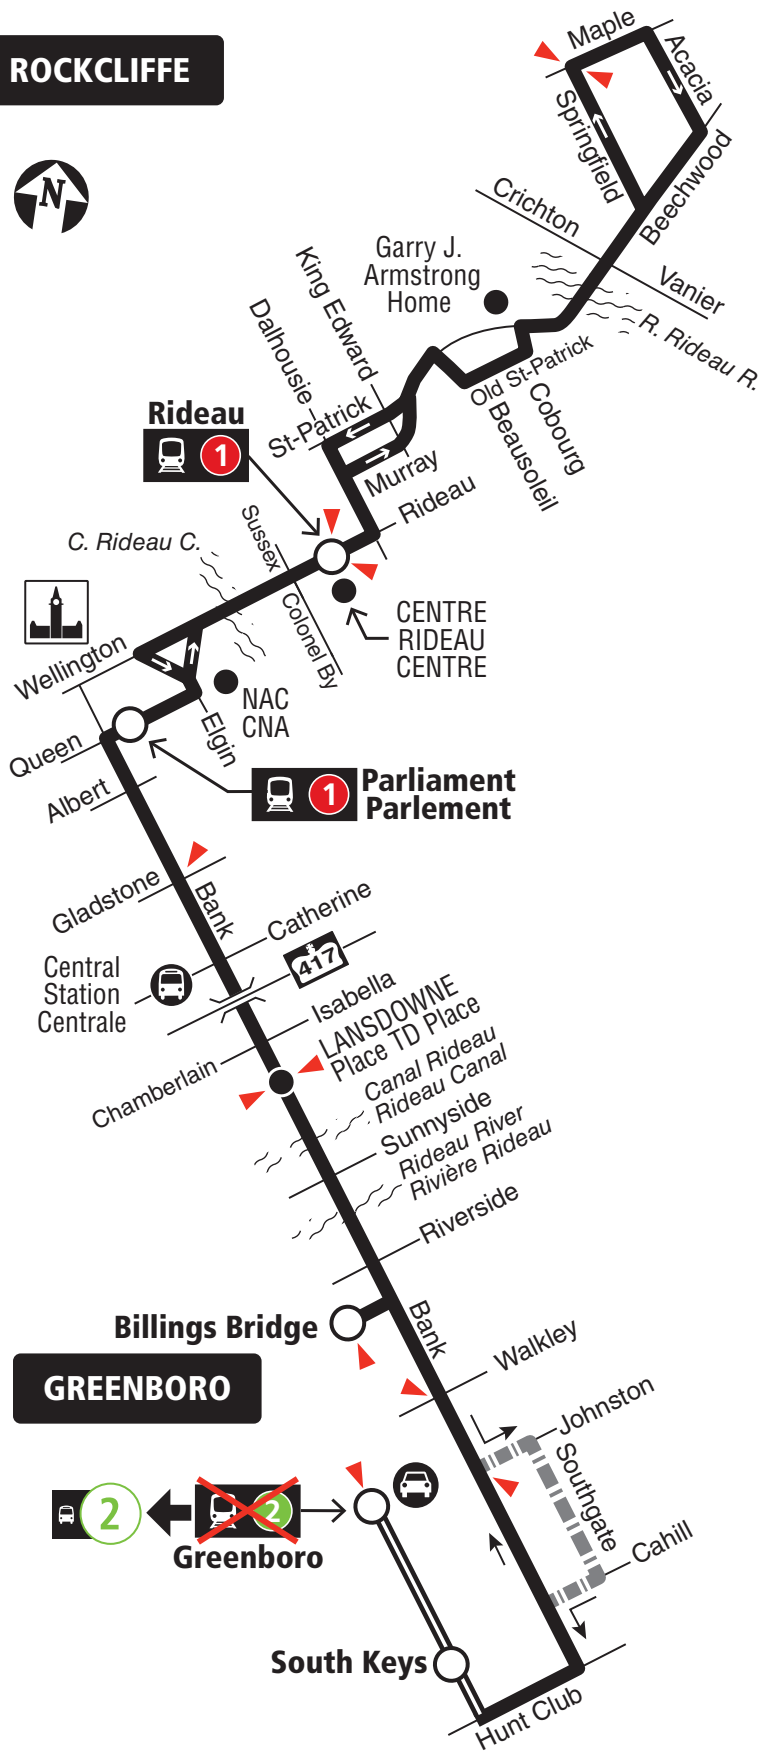 ROCKCLIFFE
Maple
Acacia
Springfield
Beechwood
N
Crichton
Vanier
Garry J.
Armstrong
Home
King Edward
Dalhousie
R. Rideau R.
Old St-Patrick
Cobourg
Beausoleil
Rideau
1
St-Patrick
Murray
Rideau
Sussex
C. Rideau C.
Colonel By
CENTRE
RIDEAU
CENTRE
Wellington
NAC
CNA
Elgin
Queen
Albert
1
Parliament
Parlement
Gladstone
Bank
Catherine
417
Central
Station
Centrale
Isabella
LANSDOWNE
Place TD Place
Chamberlain
Canal Rideau
Rideau Canal
Sunnyside
Rideau River
Rivière Rideau
Riverside
Billings Bridge
Bank
Walkley
GREENBORO
Johnston
Southgate
Cahill
2
2
Greenboro
South Keys
Hunt Club